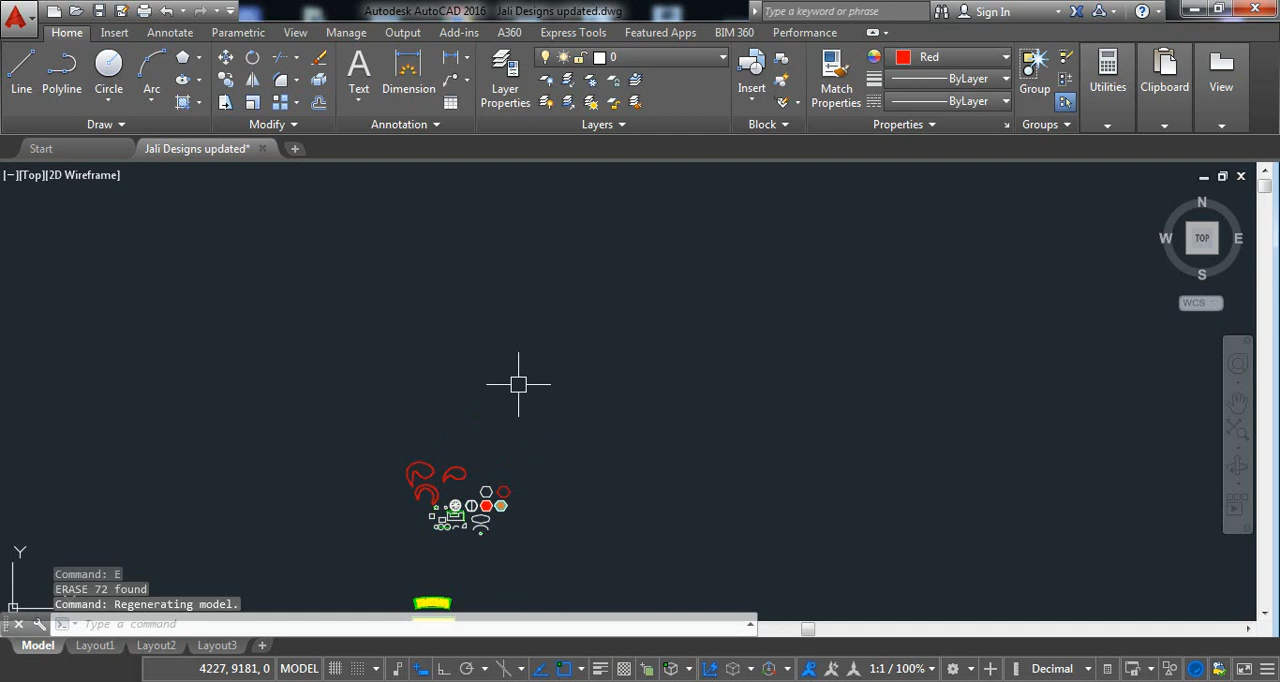 Autodesk AutoCAD 2016 Jali Designs updated.dwg
Type a keyword or phrase
Sign In
Home Insert Annotate Parametric View Manage Output Add-ins A360 Express Tools Featured Apps BIM 360 Performance
0
Red
ByLayer
ByLayer
Line Polyline Circle Arc Text Dimension Layer Properties Insert Match Properties Group Utilities Clipboard View
Draw Modify Annotation Layers Block Properties Groups
Start Jali Designs updated*
[−][Top][2D Wireframe]
N
W TOP E
S
WCS
Y
Command: E
ERASE 72 found
Command: Regenerating model.
Type a command
Model Layout1 Layout2 Layout3
4227, 9181, 0 MODEL 1:1 / 100% Decimal